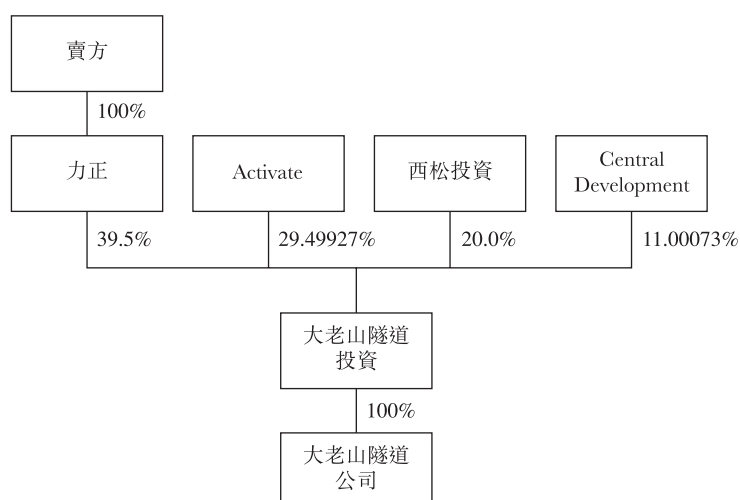 賣方
100%
力正
Activate
西松投資
Central
Development
39.5%
29.49927%
20.0%
11.00073%
大老山隧道
投資
100%
大老山隧道
公司